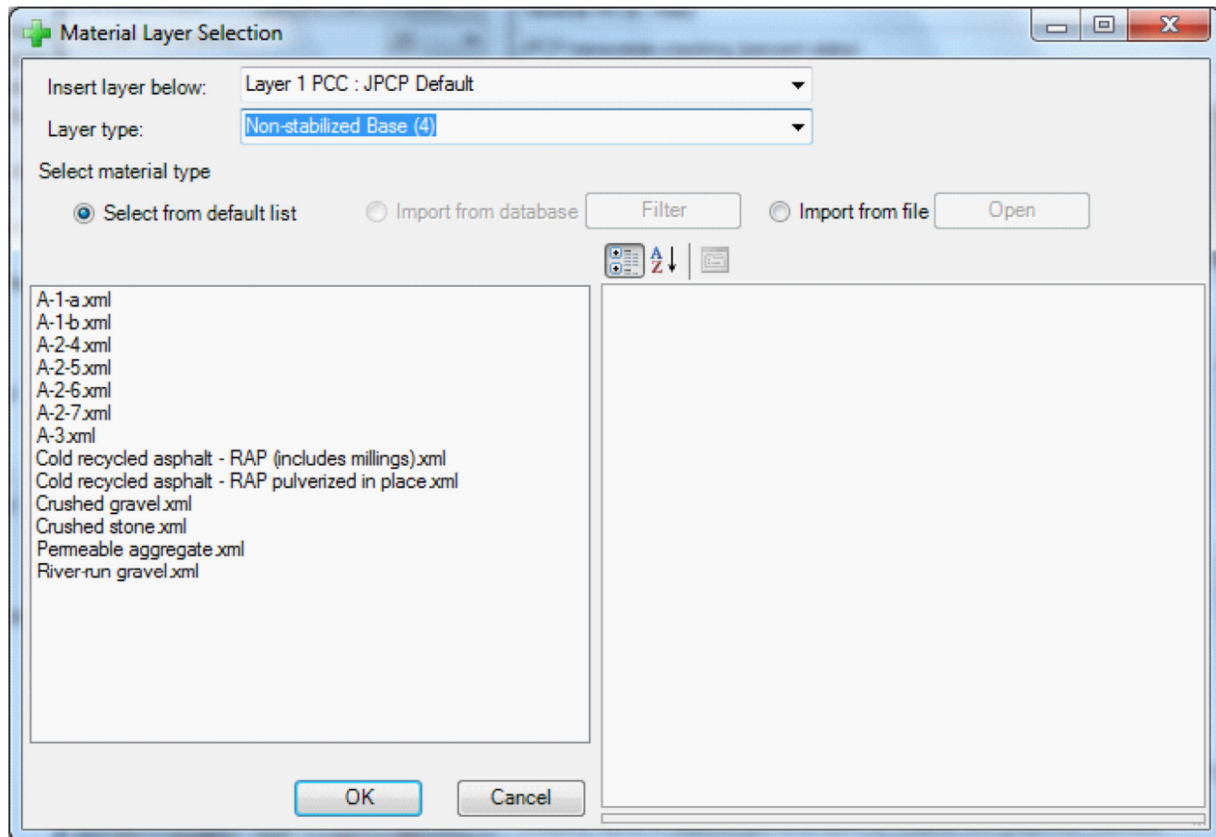 Material Layer Selection
Insert layer below: Layer 1 PCC : JPCP Default
Layer type: Non-stabilized Base (4)
Select material type
Select from default list Import from database Filter Import from file Open
A-1-a.xml
A-1-b.xml
A-2-4.xml
A-2-5.xml
A-2-6.xml
A-2-7.xml
A-3.xml
Cold recycled asphalt - RAP (includes millings).xml
Cold recycled asphalt - RAP pulverized in place.xml
Crushed gravel.xml
Crushed stone.xml
Permeable aggregate.xml
River-run gravel.xml
OK Cancel